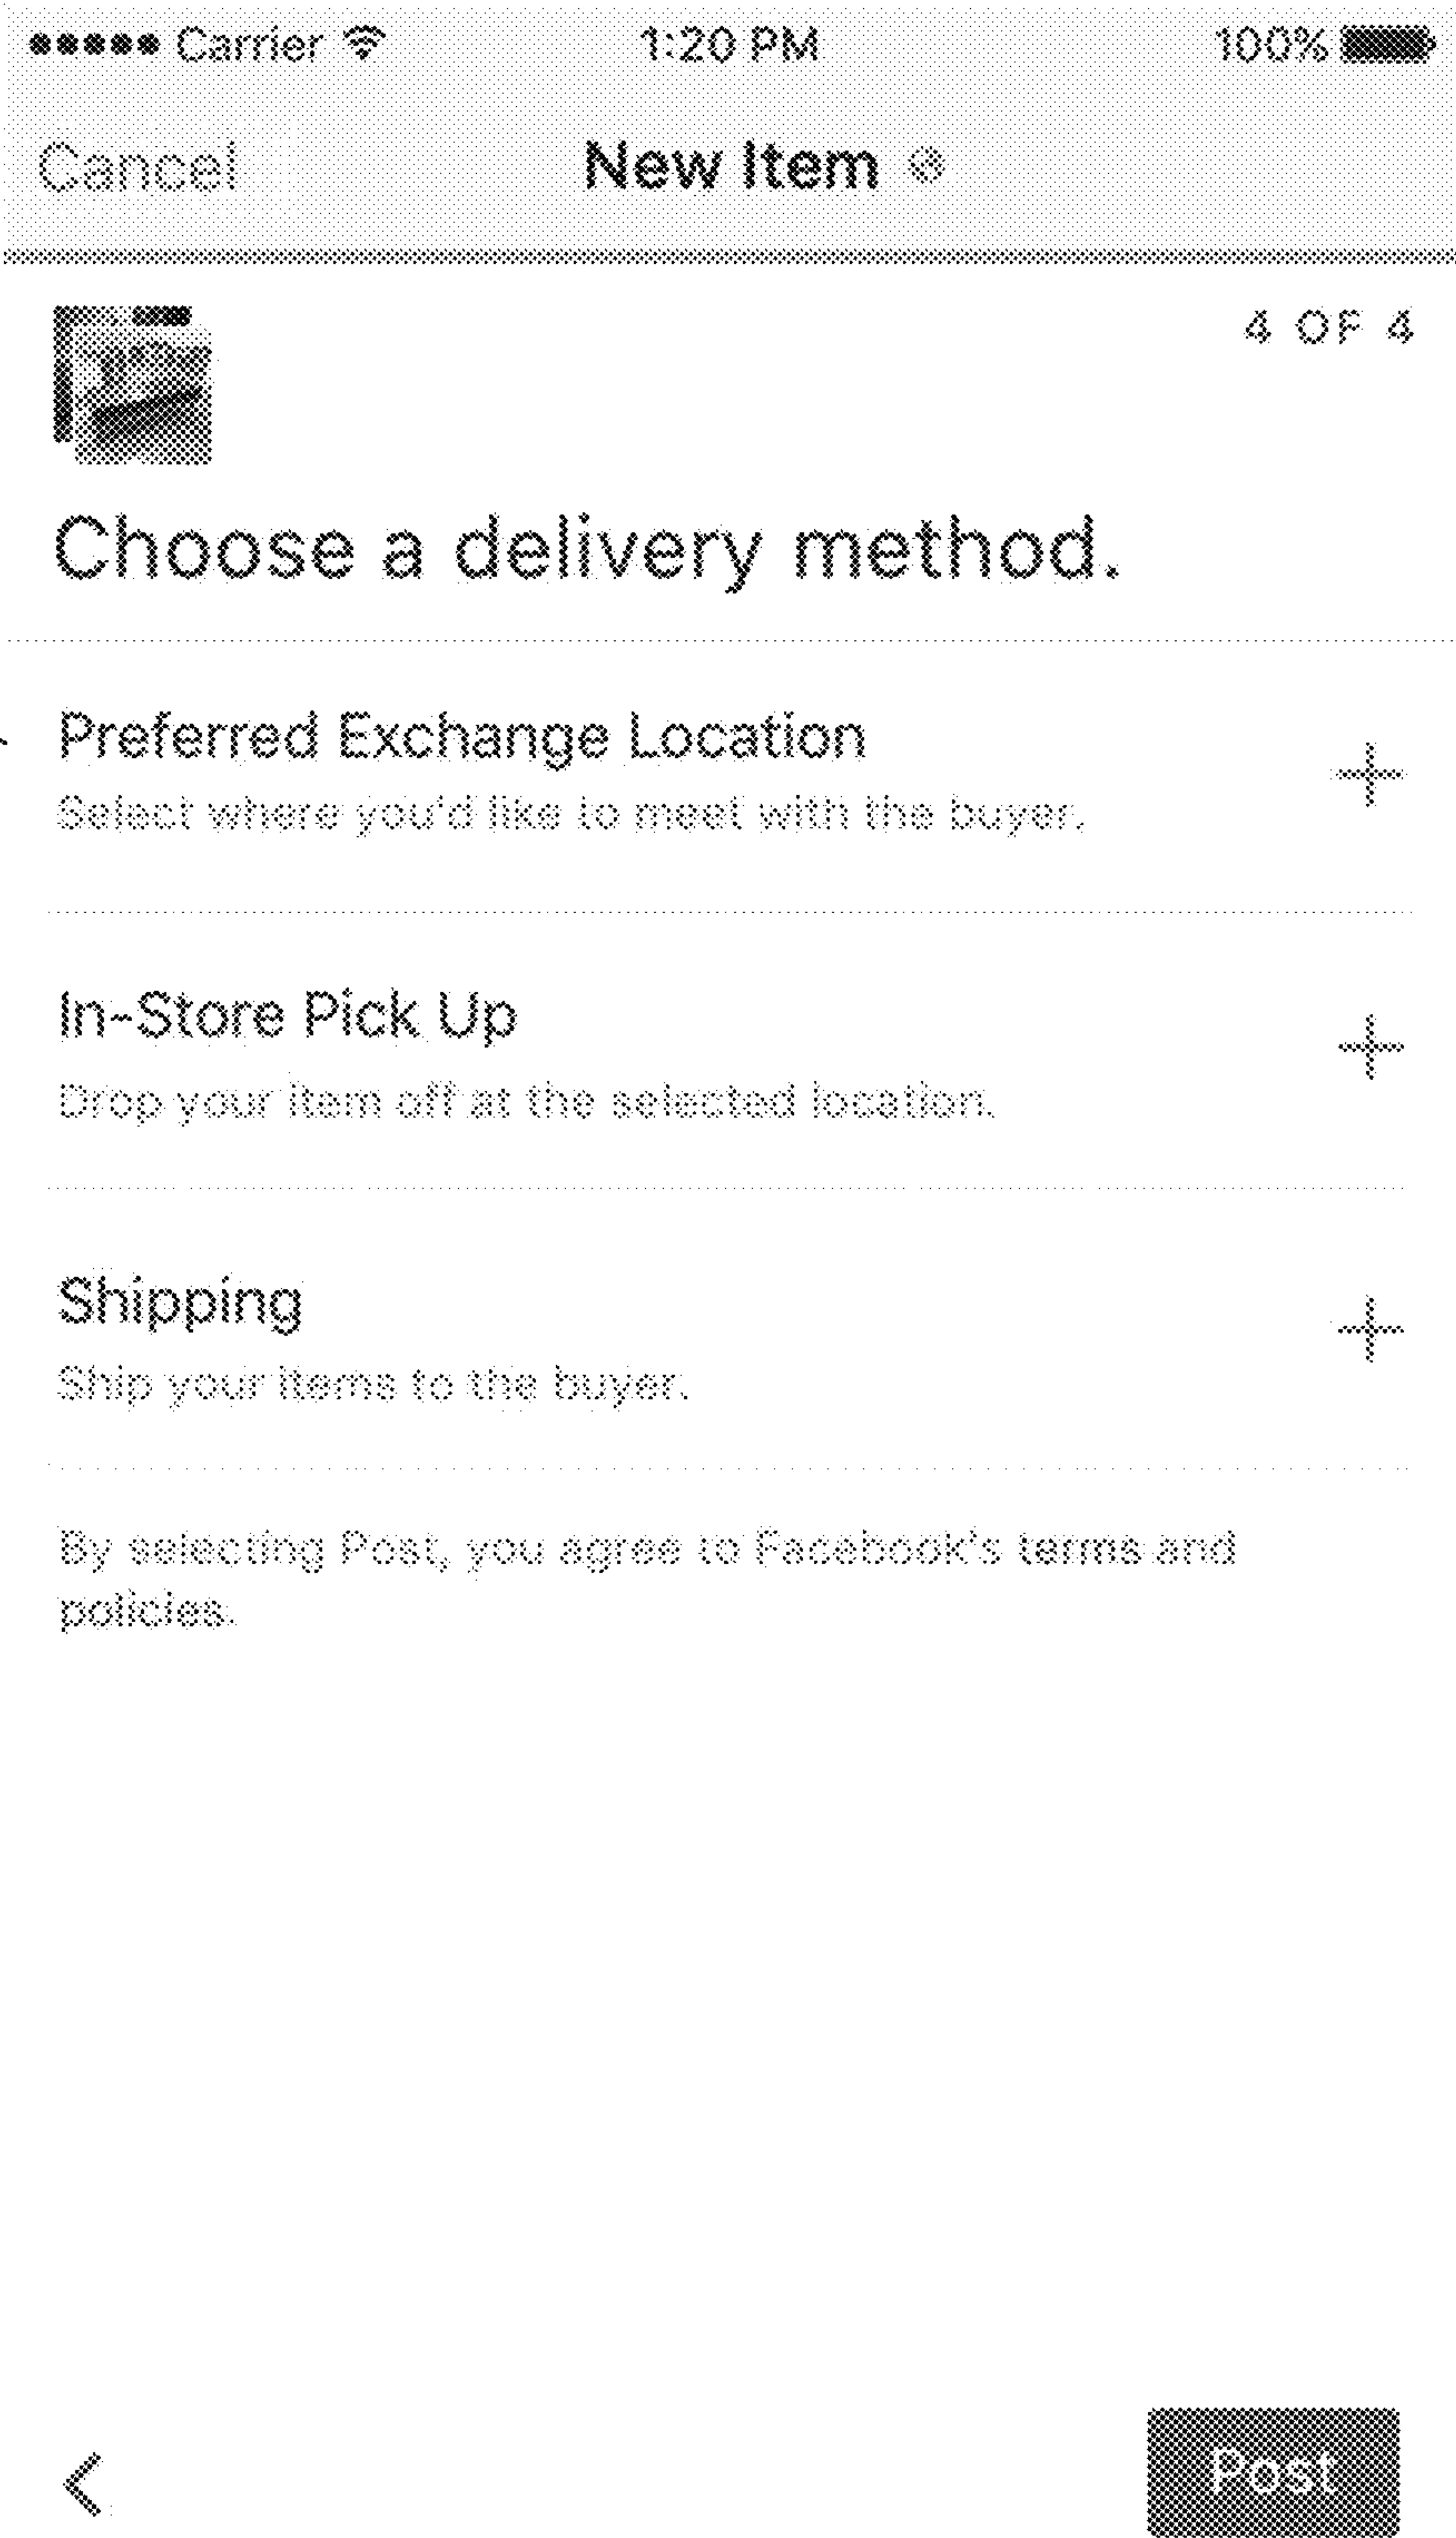 Carrier 1:20 PM 100%
Cancel New Item
4 OF 4
Choose a delivery method.
Preferred Exchange Location
Select where you'd like to meet with the buyer.
In-Store Pick Up
Drop your item off at the selected location.
Shipping
Ship your items to the buyer.
By selecting Post, you agree to Facebook's terms and
policies.
Post